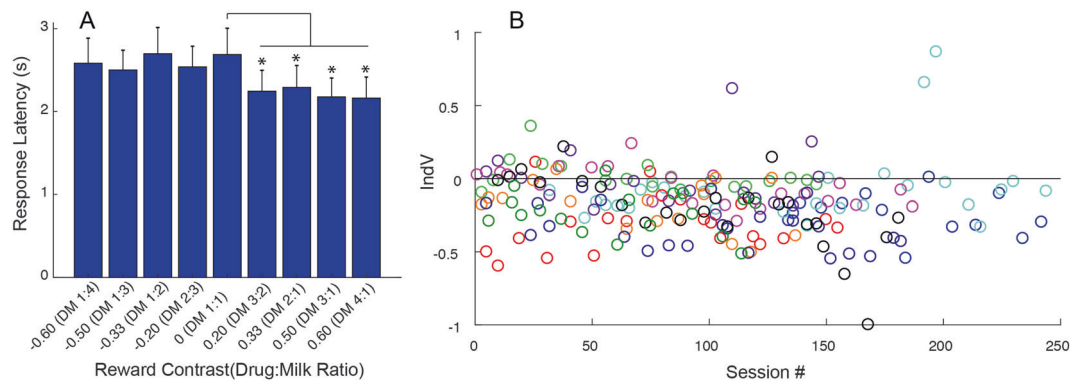 A
Response Latency (s)
3
2
1
0
*
*
*
*
-0.60 (DM 1:4)
-0.50 (DM 1:3)
-0.33 (DM 1:2)
-0.20 (DM 2:3)
0 (DM 1:1)
0.20 (DM 3:2)
0.33 (DM 2:1)
0.50 (DM 3:1)
0.60 (DM 4:1)
Reward Contrast(Drug:Milk Ratio)
B
IndV
1
0.5
0
-0.5
-1
0
50
100
150
200
250
Session #